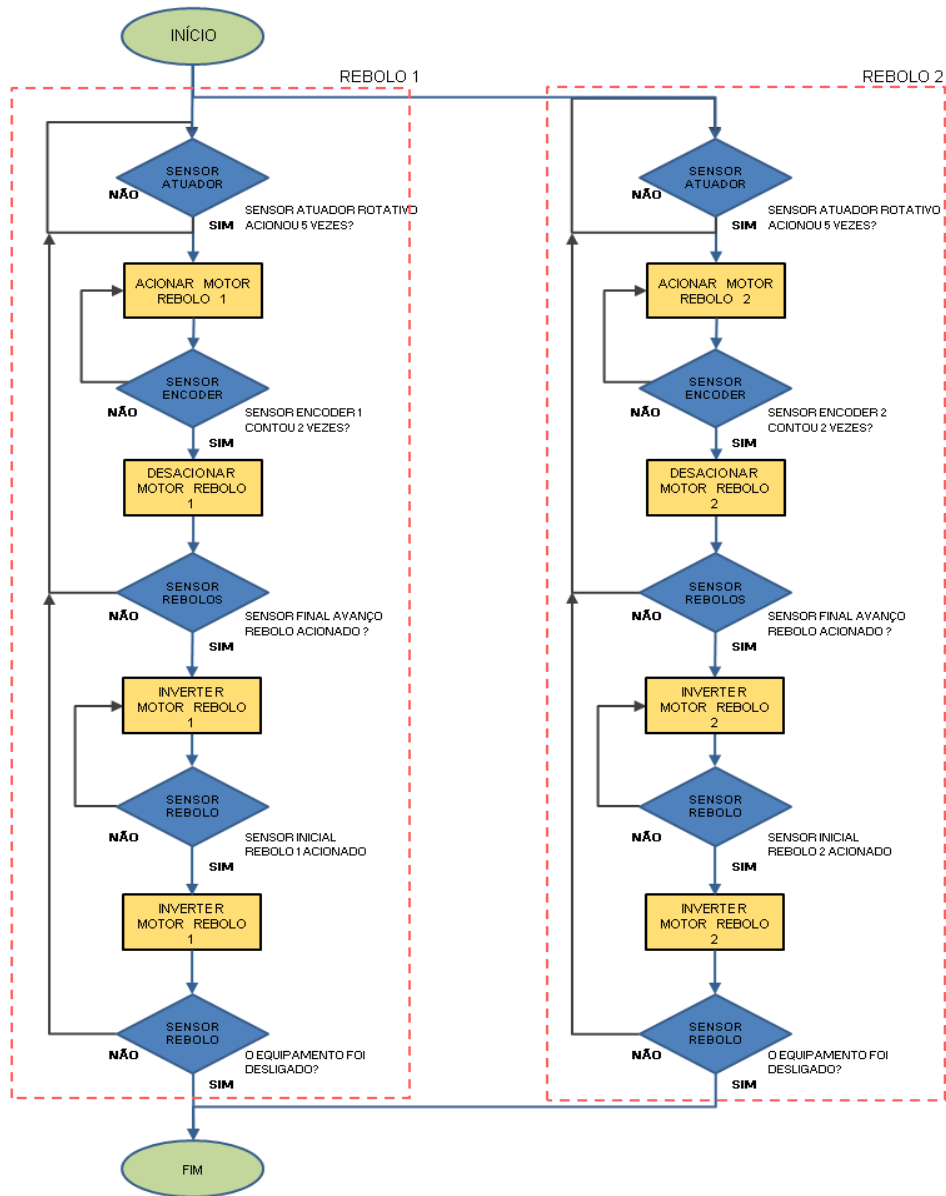 INÍCIO
REBOLO 1
SENSOR
ATUADOR
NÃO
SENSOR ATUADOR ROTATIVO
ACIONOU 5 VEZES?
SIM
ACIONAR MOTOR
REBOLO 1
SENSOR
ENCODER
NÃO
SENSOR ENCODER 1
CONTOU 2 VEZES?
SIM
DESACIONAR
MOTOR REBOLO
1
SENSOR
REBOLOS
NÃO
SENSOR FINAL AVANÇO
REBOLO ACIONADO ?
SIM
INVERTER
MOTOR REBOLO
1
SENSOR
REBOLO
NÃO
SENSOR INICIAL
REBOLO 1 ACIONADO
SIM
INVERTER
MOTOR REBOLO
1
SENSOR
REBOLO
NÃO
O EQUIPAMENTO FOI
DESLIGADO?
SIM
REBOLO 2
SENSOR
ATUADOR
NÃO
SENSOR ATUADOR ROTATIVO
ACIONOU 5 VEZES?
SIM
ACIONAR MOTOR
REBOLO 2
SENSOR
ENCODER
NÃO
SENSOR ENCODER 2
CONTOU 2 VEZES?
SIM
DESACIONAR
MOTOR REBOLO
2
SENSOR
REBOLOS
NÃO
SENSOR FINAL AVANÇO
REBOLO ACIONADO ?
SIM
INVERTER
MOTOR REBOLO
2
SENSOR
REBOLO
NÃO
SENSOR INICIAL
REBOLO 2 ACIONADO
SIM
INVERTER
MOTOR REBOLO
2
SENSOR
REBOLO
NÃO
O EQUIPAMENTO FOI
DESLIGADO?
SIM
FIM